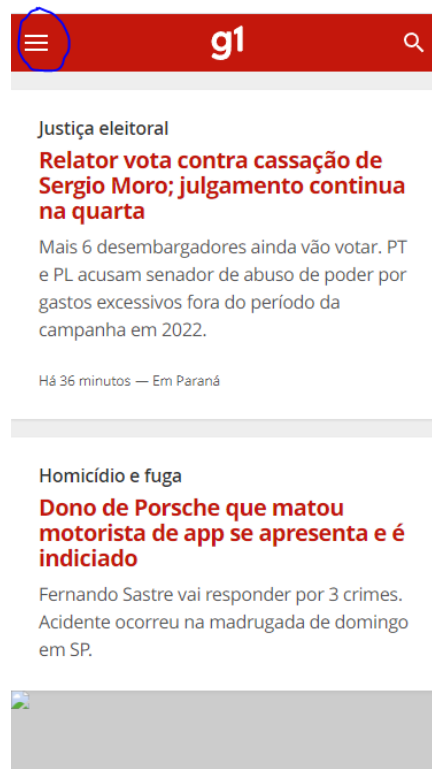 g1
Justiça eleitoral
Relator vota contra cassação de
Sergio Moro; julgamento continua
na quarta
Mais 6 desembargadores ainda vão votar. PT
e PL acusam senador de abuso de poder por
gastos excessivos fora do período da
campanha em 2022.
Há 36 minutos — Em Paraná
Homicídio e fuga
Dono de Porsche que matou
motorista de app se apresenta e é
indiciado
Fernando Sastre vai responder por 3 crimes.
Acidente ocorreu na madrugada de domingo
em SP.